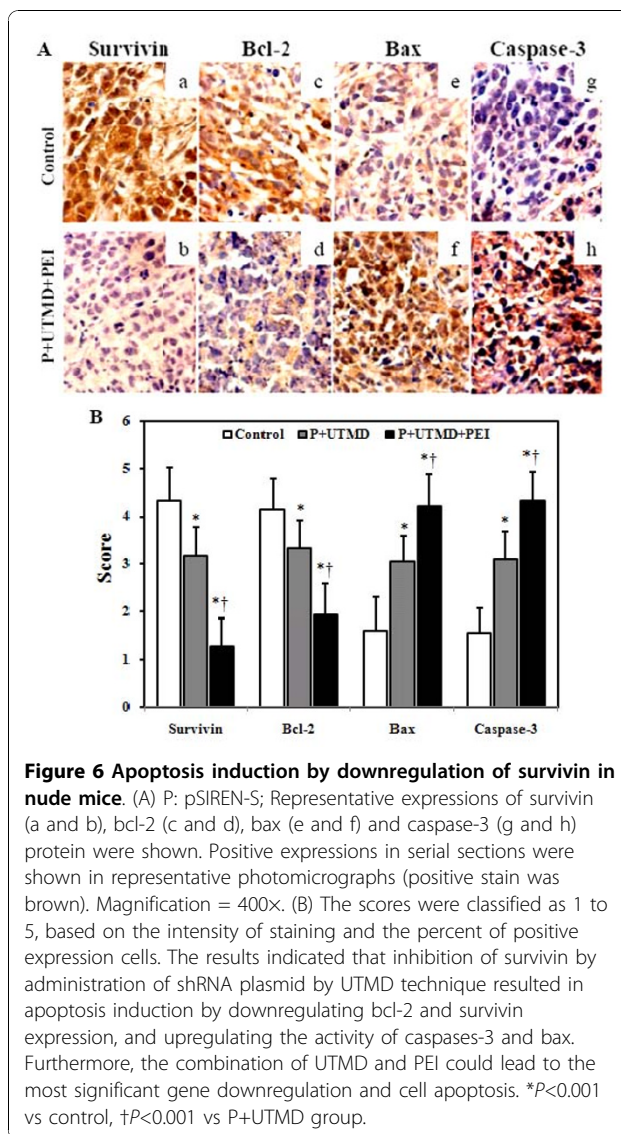 A
Survivin Bcl-2 Bax Caspase-3
Control
a c e g
P+UTMD+PEI
b d f h
B
Control P+UTMD P+UTMD+PEI
Score
6
5
4
3
2
1
0
* *† * *† * *† * *†
Survivin Bcl-2 Bax Caspase-3
Figure 6 Apoptosis induction by downregulation of survivin in
nude mice. (A) P: pSIREN-S; Representative expressions of survivin
(a and b), bcl-2 (c and d), bax (e and f) and caspase-3 (g and h)
protein were shown. Positive expressions in serial sections were
shown in representative photomicrographs (positive stain was
brown). Magnification = 400×. (B) The scores were classified as 1 to
5, based on the intensity of staining and the percent of positive
expression cells. The results indicated that inhibition of survivin by
administration of shRNA plasmid by UTMD technique resulted in
apoptosis induction by downregulating bcl-2 and survivin
expression, and upregulating the activity of caspases-3 and bax.
Furthermore, the combination of UTMD and PEI could lead to the
most significant gene downregulation and cell apoptosis. *P<0.001
vs control, †P<0.001 vs P+UTMD group.